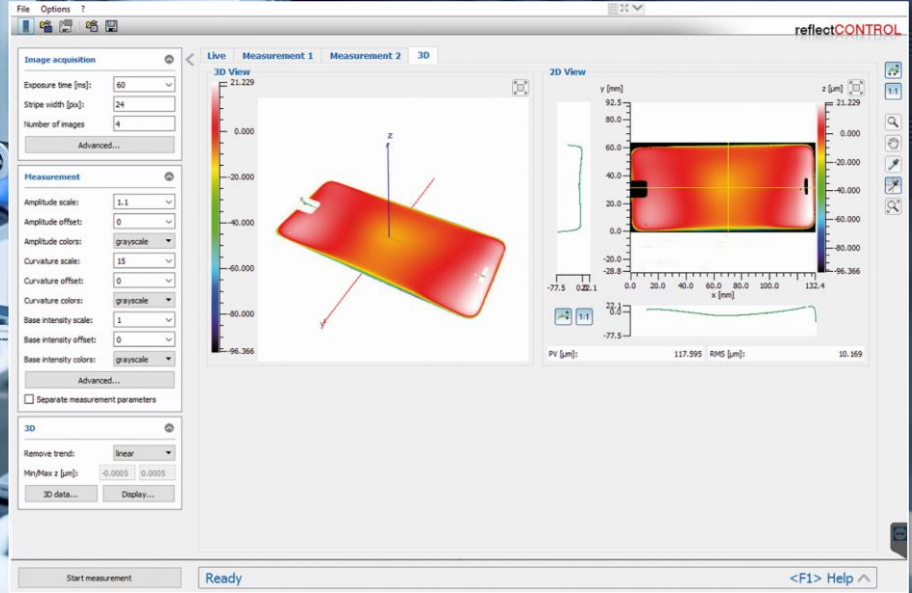 File Options ?
reflectCONTROL
Image acquisition
Exposure time [ms]: 60
Stripe width [pix]: 24
Number of images 4
Advanced...
Measurement
Amplitude scale: 1.1
Amplitude offset: 0
Amplitude colors: grayscale
Curvature scale: 15
Curvature offset: 0
Curvature colors: grayscale
Base intensity scale: 1
Base intensity offset: 0
Base intensity colors: grayscale
Advanced...
Separate measurement parameters
3D
Remove trend: linear
Min/Max z [µm]: -0.0005 0.0005
3D data... Display...
Start measurement
Live Measurement 1 Measurement 2 3D
3D View
21.229
0.000
-20.000
-40.000
-60.000
-80.000
-96.366
z
y
2D View
y [mm]
92.5
80.0
60.0
40.0
20.0
0.0
-20.0
-28.8
z [µm]
21.229
0.000
-20.000
-40.000
-60.000
-80.000
-96.366
0.0 20.0 40.0 60.0 80.0 100.0 132.4
x [mm]
-77.5
1:1
22.1
0.0
-77.5
PV [µm]: 117.595 RMS [µm]: 10.169
1:1
Ready
<F1> Help